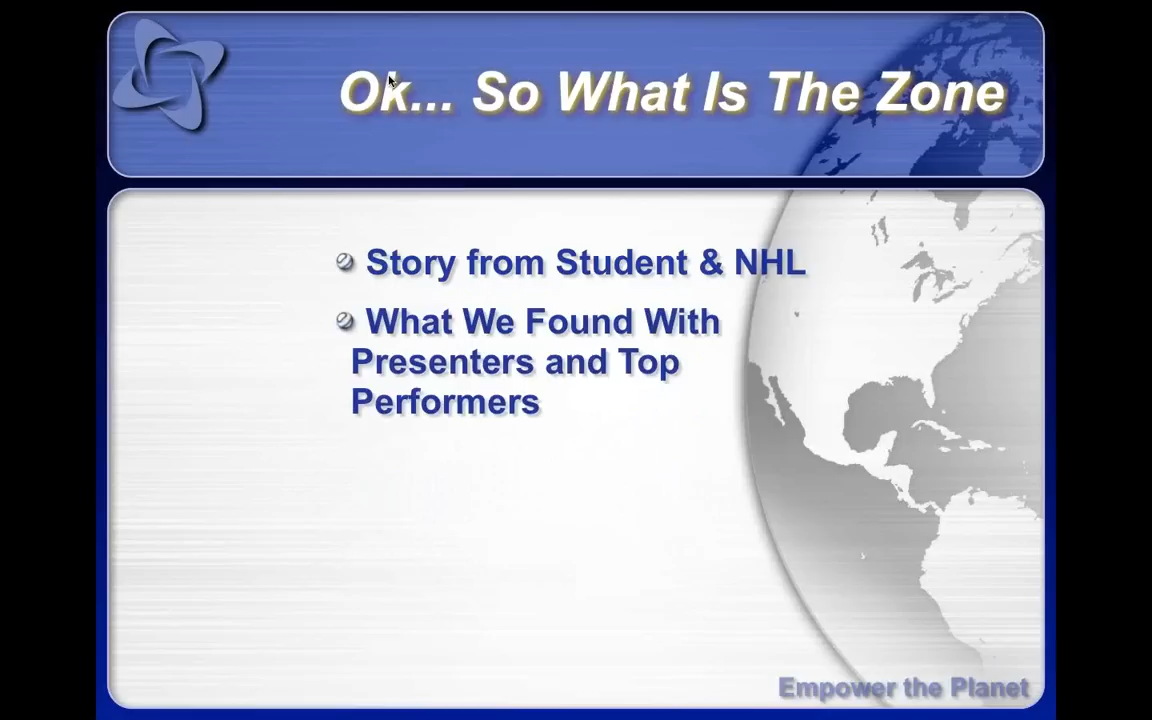 Ok... So What Is The Zone
Story from Student & NHL
What We Found With
Presenters and Top
Performers
Empower the Planet